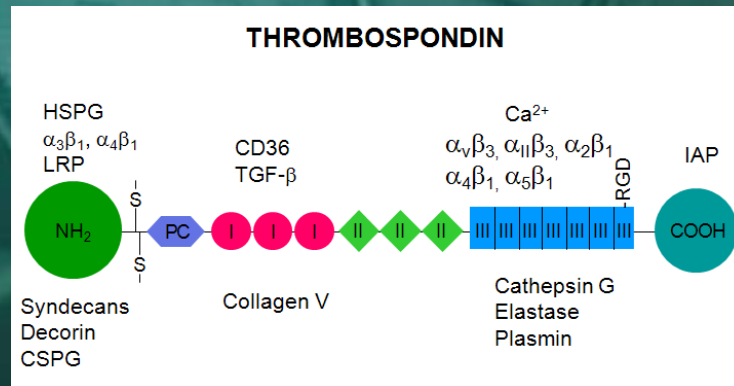 THROMBOSPONDIN
HSPG
α3β1, α4β1
LRP
CD36
TGF-β
Ca2+
αvβ3, αIIβ3, α2β1
α4β1, α5β1
RGD
IAP
S
S
NH2
PC
I I I
II II II
III III III III III III III
COOH
Syndecans
Decorin
CSPG
Collagen V
Cathepsin G
Elastase
Plasmin